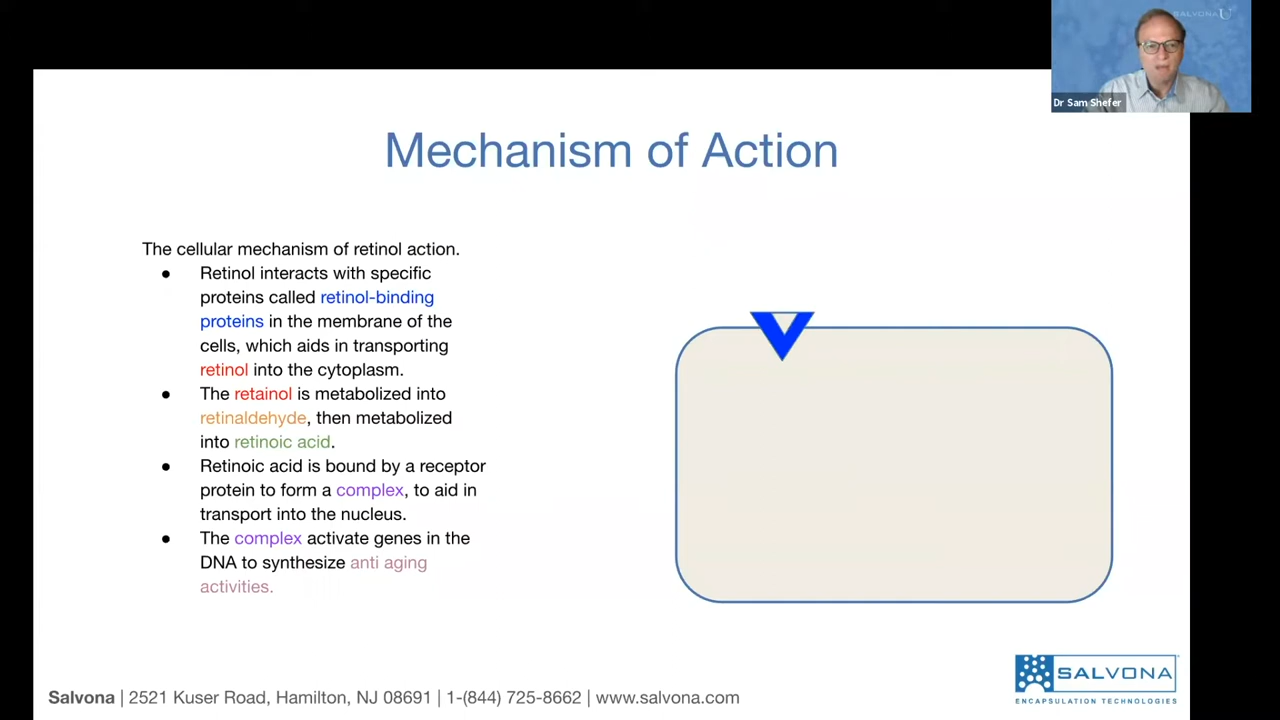 SALVONA U
Dr Sam Shefer
Mechanism of Action
The cellular mechanism of retinol action.
● Retinol interacts with specific
proteins called retinol-binding
proteins in the membrane of the
cells, which aids in transporting
retinol into the cytoplasm.
● The retainol is metabolized into
retinaldehyde, then metabolized
into retinoic acid.
● Retinoic acid is bound by a receptor
protein to form a complex, to aid in
transport into the nucleus.
● The complex activate genes in the
DNA to synthesize anti aging
activities.
SALVONA
ENCAPSULATION TECHNOLOGIES
Salvona | 2521 Kuser Road, Hamilton, NJ 08691 | 1-(844) 725-8662 | www.salvona.com